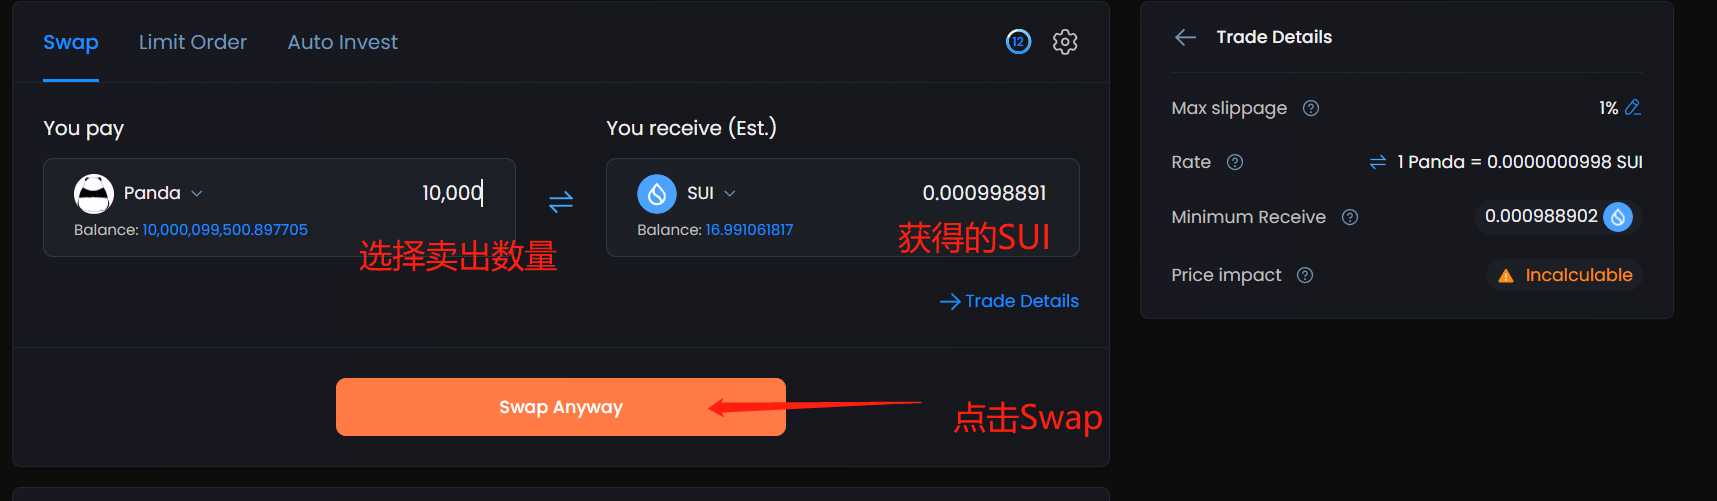 Swap Limit Order Auto Invest 12
You pay
Panda 10,000
Balance: 10,000,099,500.897705
选择卖出数量
You receive (Est.)
SUI 0.000998891
Balance: 16.991061817
获得的SUI
Trade Details
Swap Anyway
点击Swap
Trade Details
Max slippage 1%
Rate 1 Panda = 0.0000000998 SUI
Minimum Receive 0.000988902
Price impact Incalculable